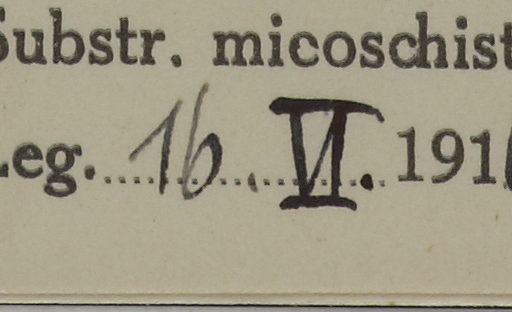 Substr. micoschist
Leg. 16. VI. 191